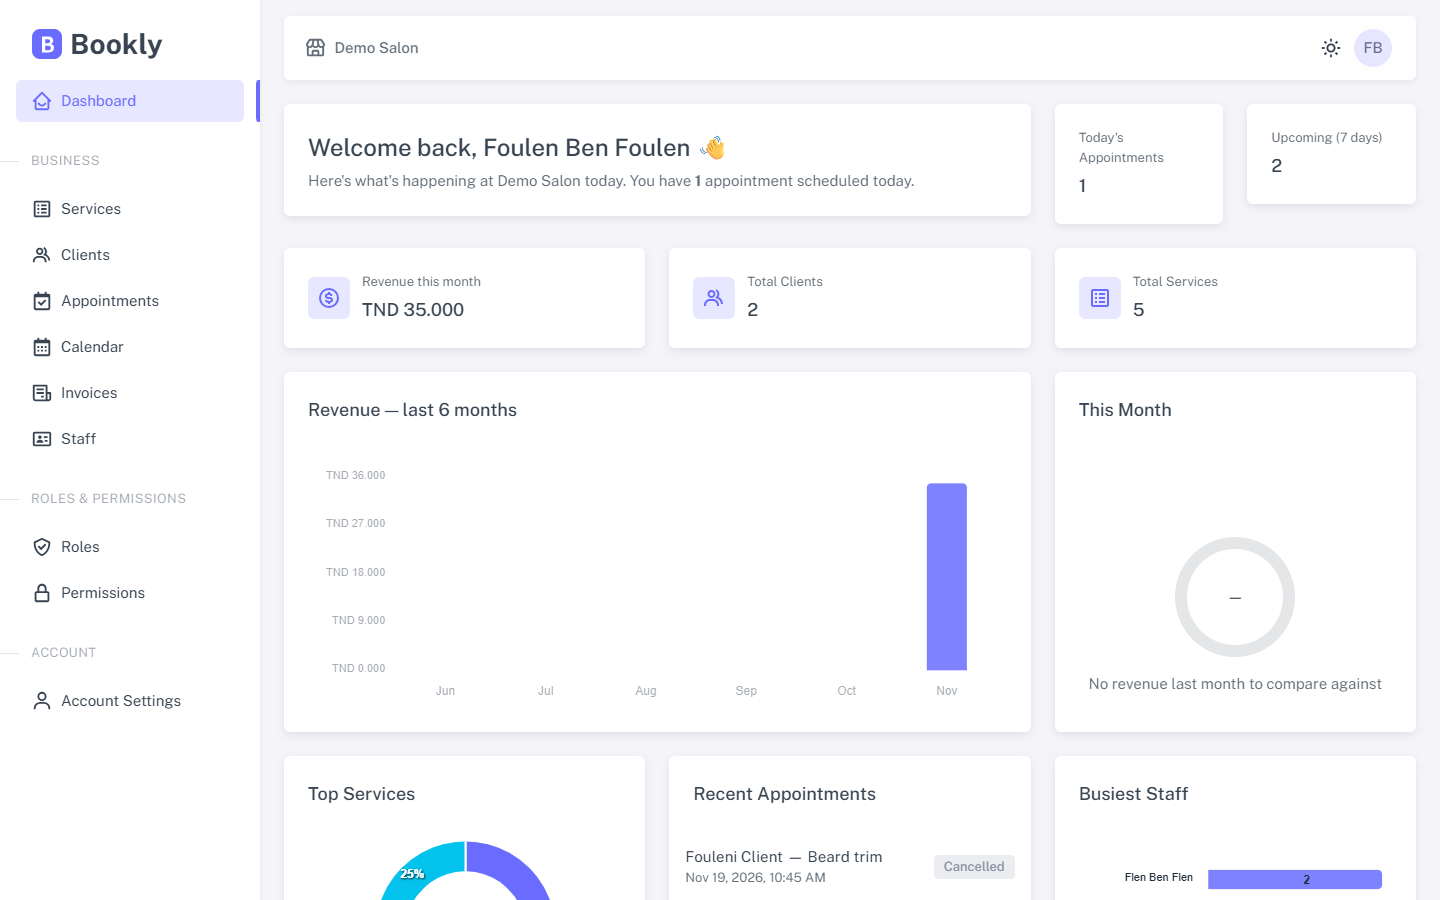 B Bookly
Dashboard
BUSINESS
Services
Clients
Appointments
Calendar
Invoices
Staff
ROLES & PERMISSIONS
Roles
Permissions
ACCOUNT
Account Settings
Demo Salon
FB
Welcome back, Foulen Ben Foulen 👋
Here's what's happening at Demo Salon today. You have 1 appointment scheduled today.
Today's
Appointments
1
Upcoming (7 days)
2
Revenue this month
TND 35.000
Total Clients
2
Total Services
5
Revenue — last 6 months
TND 36.000
TND 27.000
TND 18.000
TND 9.000
TND 0.000
Jun Jul Aug Sep Oct Nov
This Month
—
No revenue last month to compare against
Top Services
25%
Recent Appointments
Fouleni Client — Beard trim
Nov 19, 2026, 10:45 AM
Cancelled
Busiest Staff
Flen Ben Flen
2